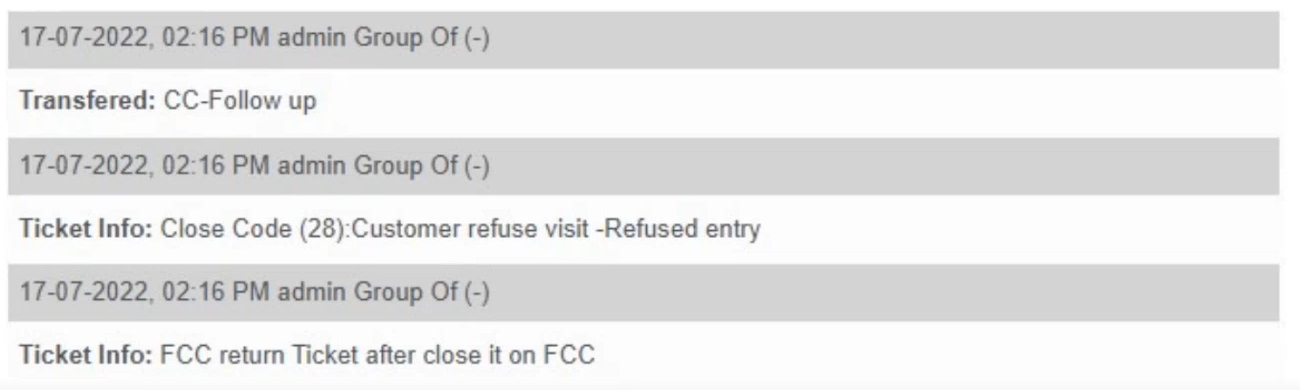 17-07-2022, 02:16 PM admin Group Of (-)
Transfered: CC-Follow up
17-07-2022, 02:16 PM admin Group Of (-)
Ticket Info: Close Code (28):Customer refuse visit -Refused entry
17-07-2022, 02:16 PM admin Group Of (-)
Ticket Info: FCC return Ticket after close it on FCC